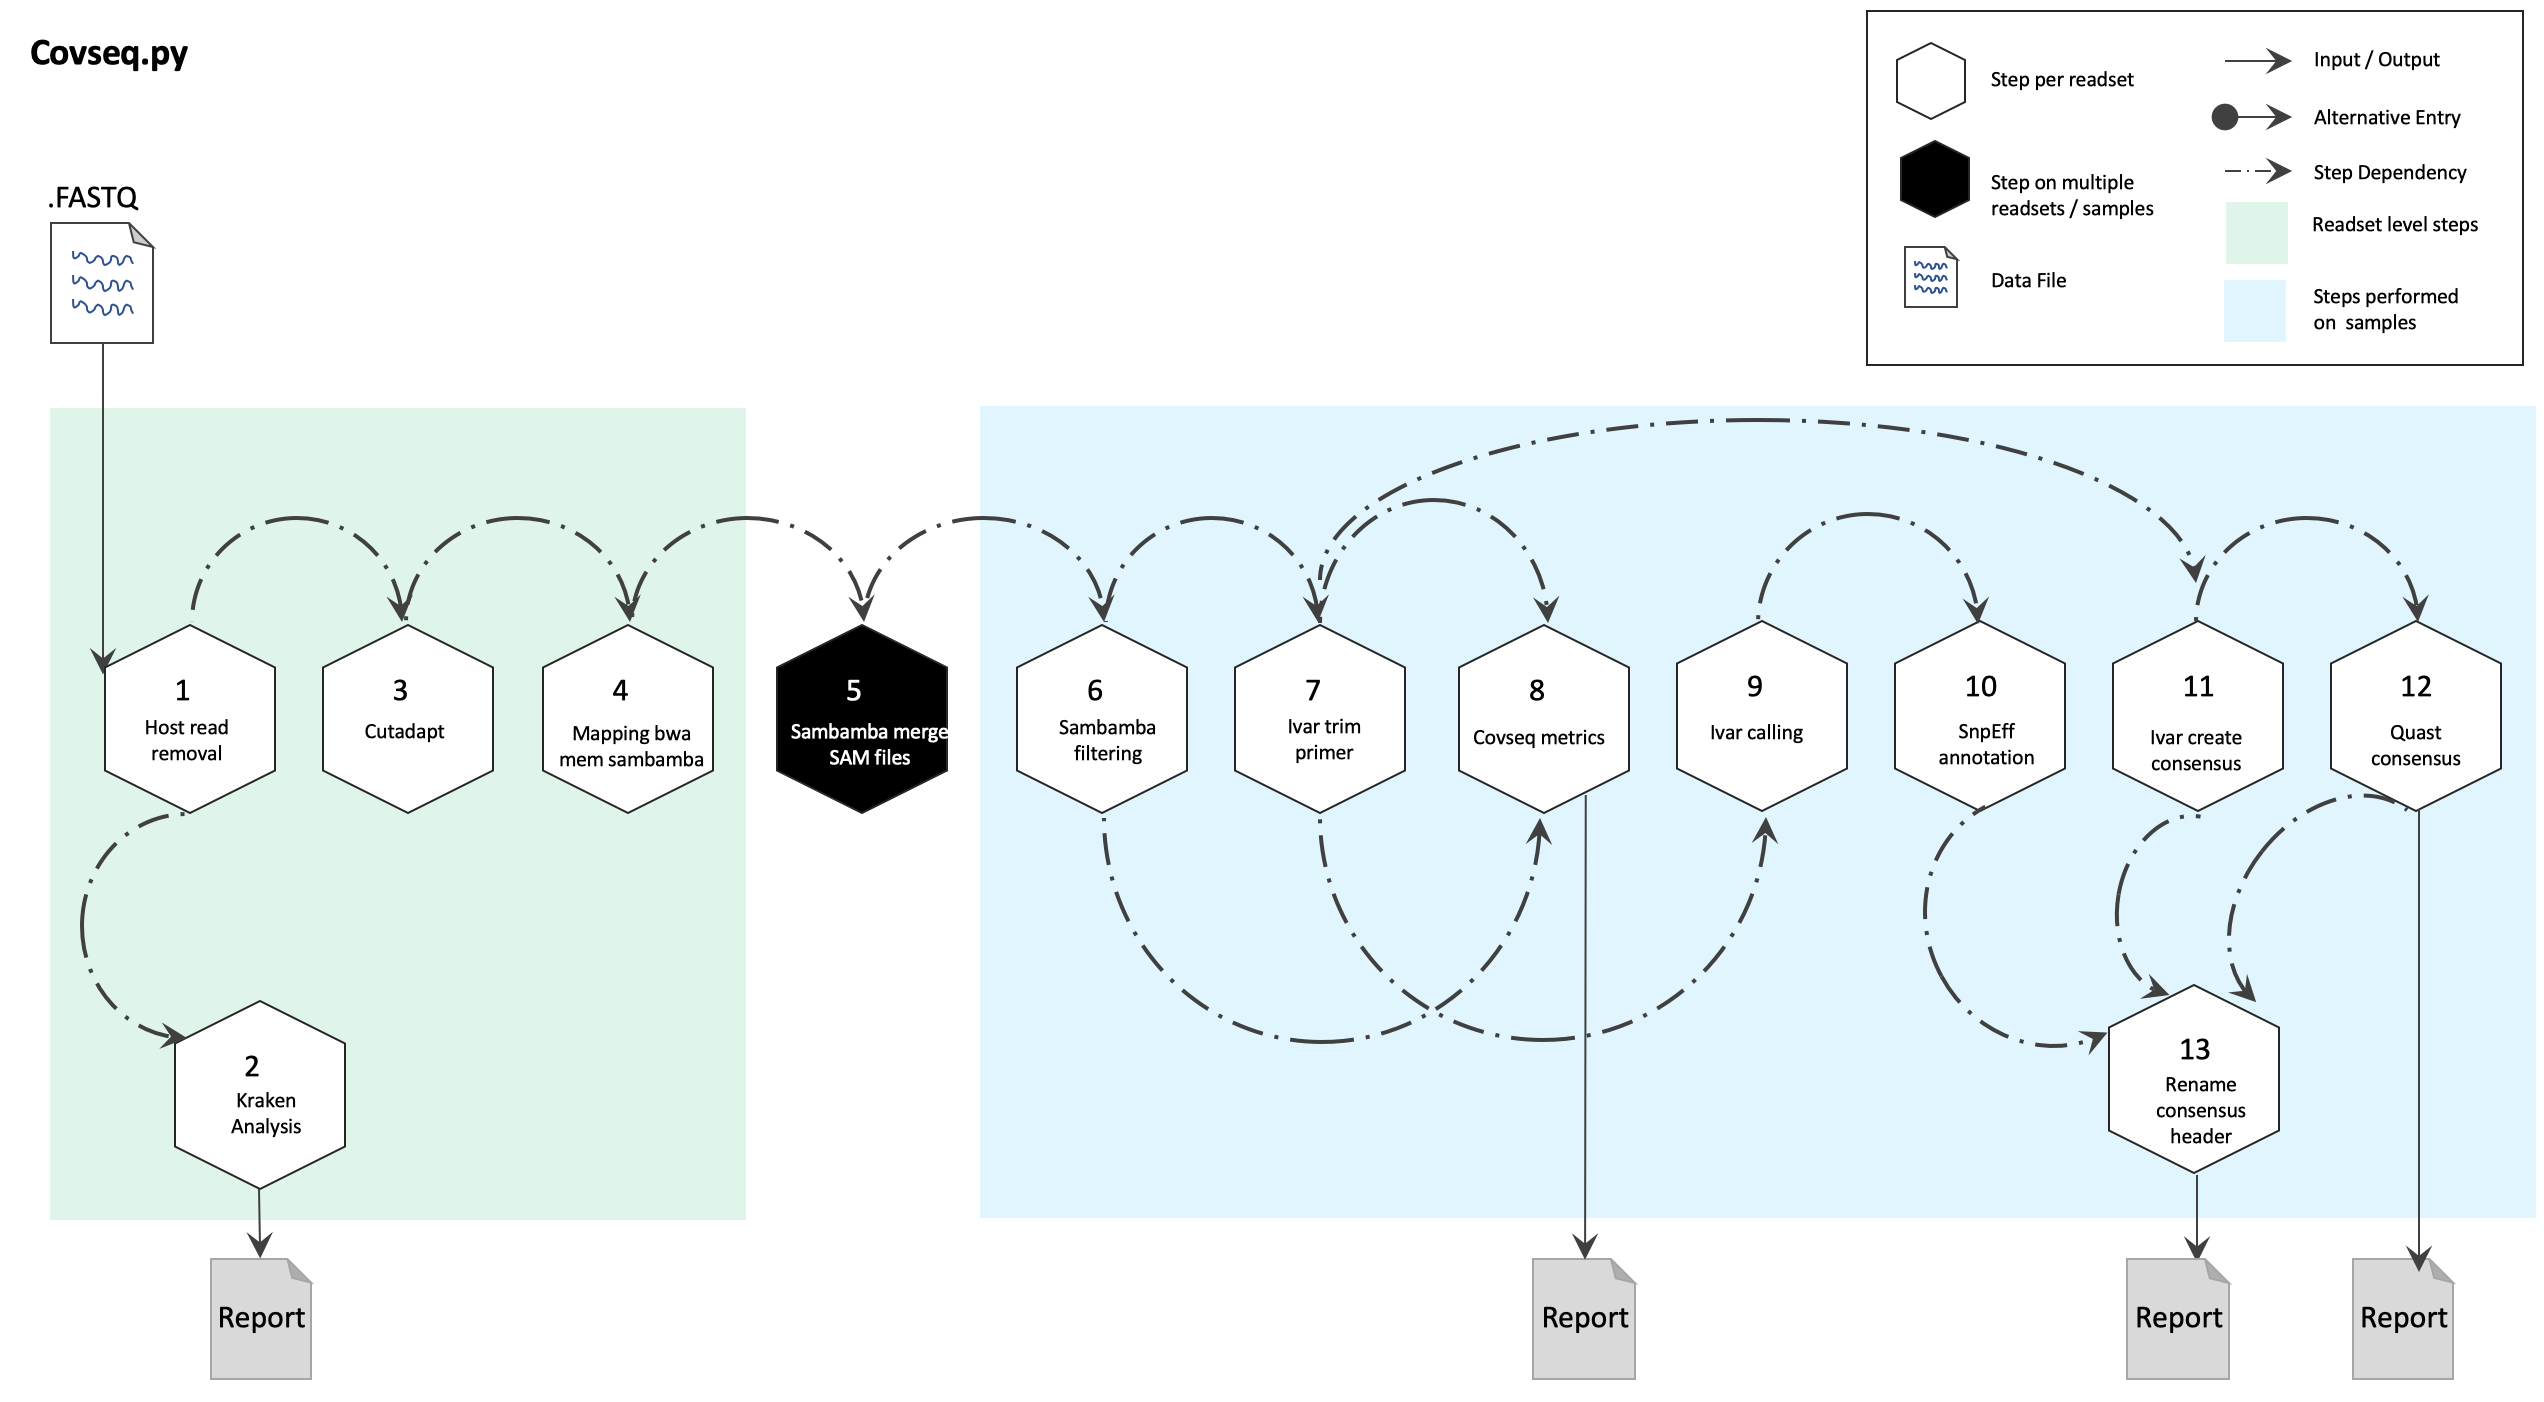 Covseq.py
Step per readset
Step on multiple
readsets / samples
Data File
Input / Output
Alternative Entry
Step Dependency
Readset level steps
Steps performed
on samples
.FASTQ
1
Host read
removal
3
Cutadapt
4
Mapping bwa
mem sambamba
5
Sambamba merge
SAM files
6
Sambamba
filtering
7
Ivar trim
primer
8
Covseq metrics
9
Ivar calling
10
SnpEff
annotation
11
Ivar create
consensus
12
Quast
consensus
2
Kraken
Analysis
13
Rename
consensus
header
Report
Report
Report
Report